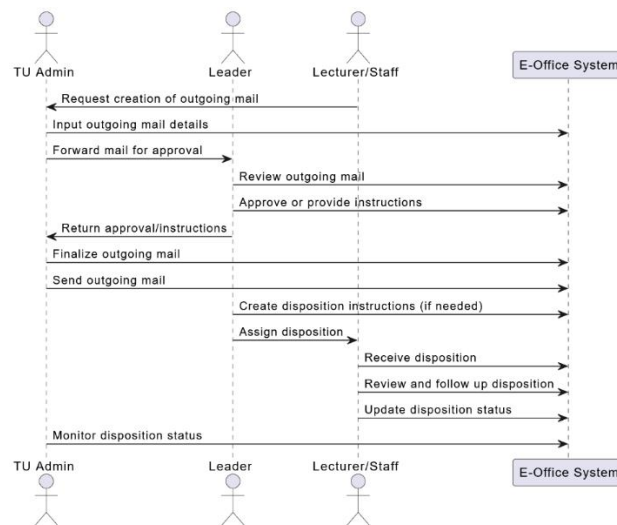 TU Admin
Leader
Lecturer/Staff
E-Office System
Request creation of outgoing mail
Input outgoing mail details
Forward mail for approval
Review outgoing mail
Approve or provide instructions
Return approval/instructions
Finalize outgoing mail
Send outgoing mail
Create disposition instructions (if needed)
Assign disposition
Receive disposition
Review and follow up disposition
Update disposition status
Monitor disposition status
TU Admin
Leader
Lecturer/Staff
E-Office System